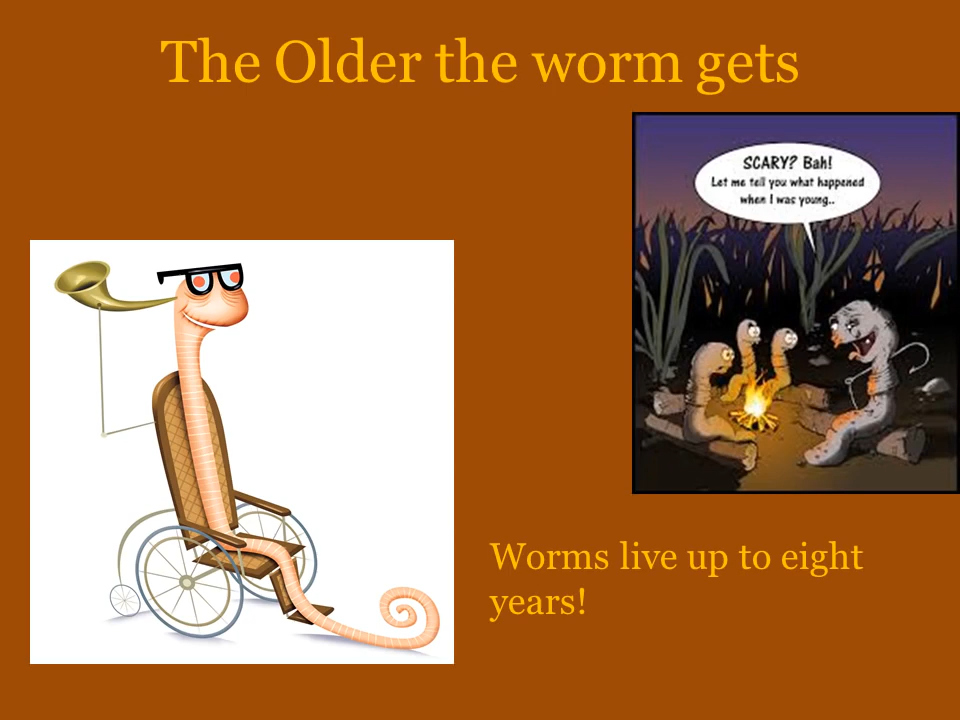 The Older the worm gets
SCARY? Bah!
Let me tell you what happened
when I was young..
Worms live up to eight
years!